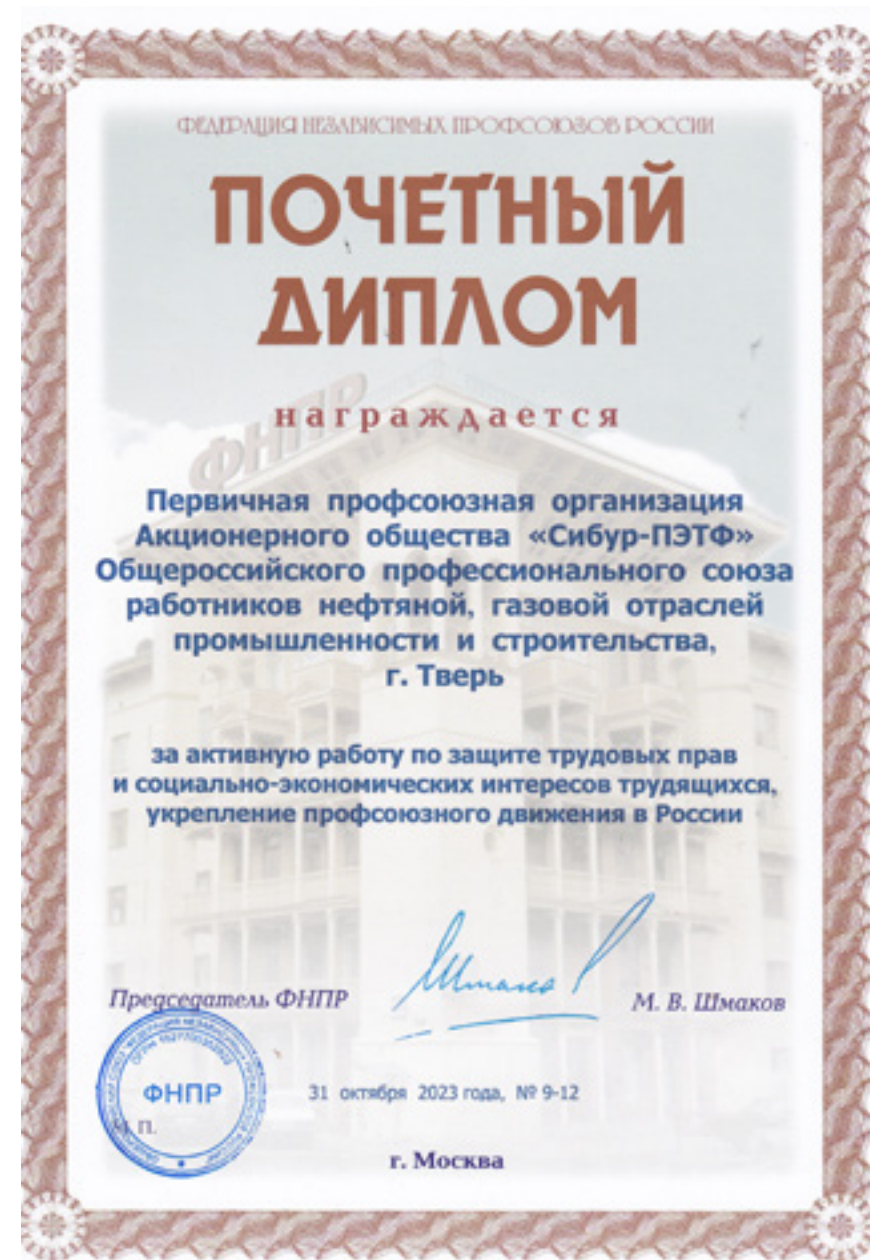 ФЕДЕРАЦИЯ НЕЗАВИСИМЫХ ПРОФСОЮЗОВ РОССИИ
ПОЧЕТНЫЙ
ДИПЛОМ
ФНПР
награждается
Первичная профсоюзная организация
Акционерного общества «Сибур-ПЭТФ»
Общероссийского профессионального союза
работников нефтяной, газовой отраслей
промышленности и строительства,
г. Тверь
за активную работу по защите трудовых прав
и социально-экономических интересов трудящихся,
укрепление профсоюзного движения в России
Председатель ФНПР
М. В. Шмаков
ФНПР
М. П.
31 октября 2023 года, № 9-12
г. Москва